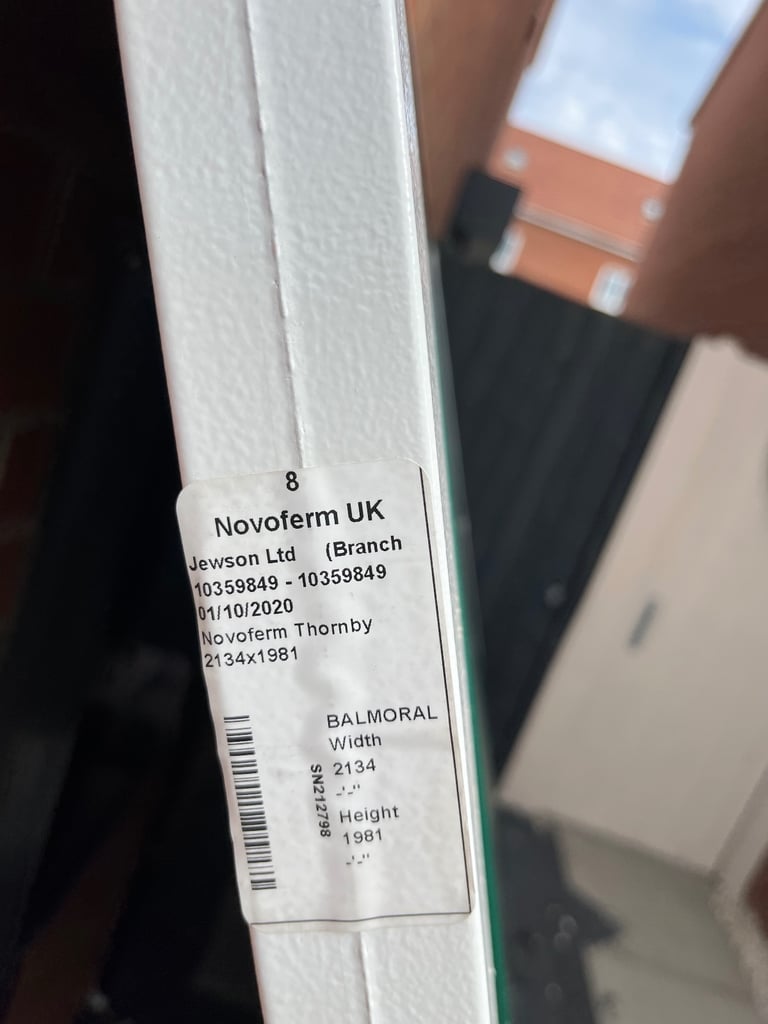 8
Novoferm UK
Jewson Ltd (Branch
10359849 - 10359849
01/10/2020
Novoferm Thornby
2134x1981
BALMORAL
Width
2134
-'-"
Height
1981
-'-"
SN212798